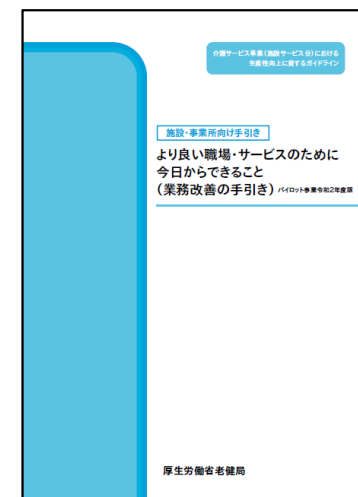 介護サービス事業(施設サービス分)における
生産性向上に資するガイドライン
施設・事業所向け手引き
より良い職場・サービスのために
今日からできること
(業務改善の手引き) パイロット事業令和2年度版
厚生労働省老健局